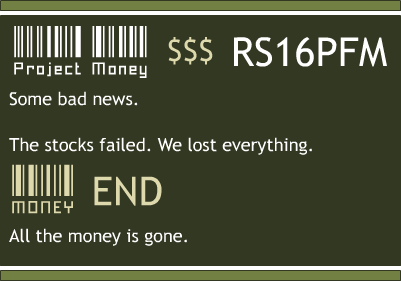 Project Money $$$ RS16PFM
Some bad news.
The stocks failed. We lost everything.
MONEY END
All the money is gone.